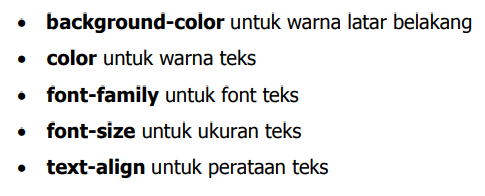 • background-color untuk warna latar belakang
• color untuk warna teks
• font-family untuk font teks
• font-size untuk ukuran teks
• text-align untuk perataan teks